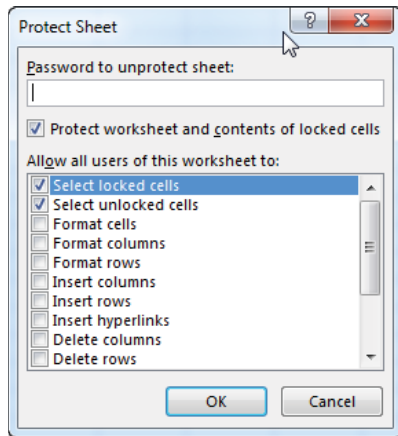 Protect Sheet
Password to unprotect sheet:
Protect worksheet and contents of locked cells
Allow all users of this worksheet to:
Select locked cells
Select unlocked cells
Format cells
Format columns
Format rows
Insert columns
Insert rows
Insert hyperlinks
Delete columns
Delete rows
OK Cancel